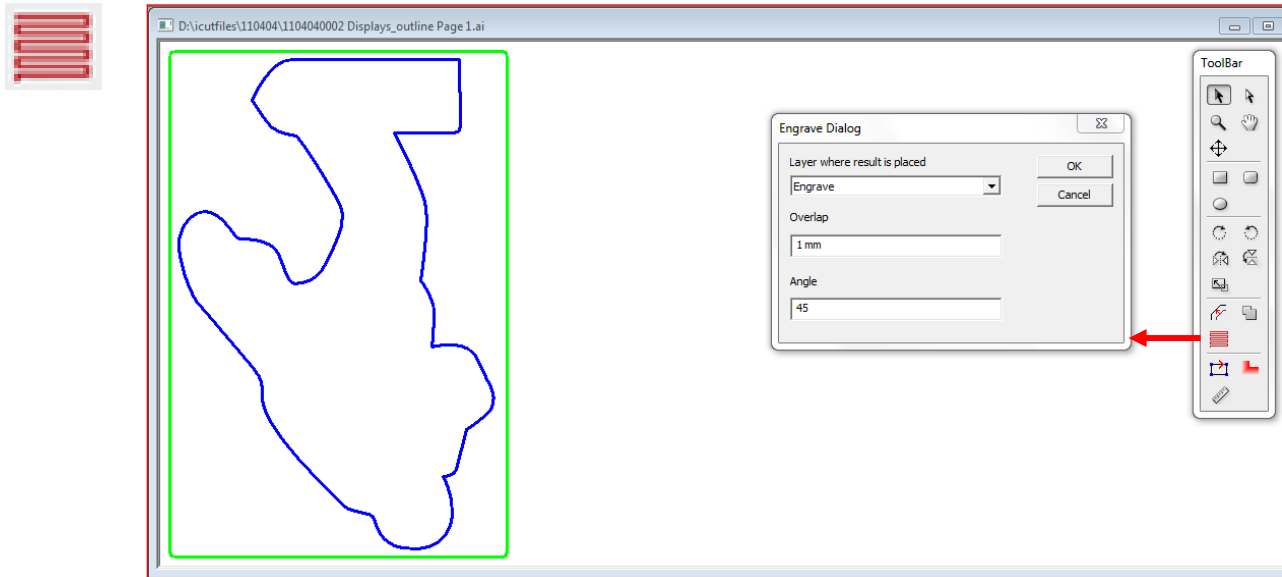 D:\icutfiles\110404\1104040002 Displays_outline Page 1.ai
ToolBar
Engrave Dialog
Layer where result is placed
OK
Engrave
Cancel
Overlap
1 mm
Angle
45